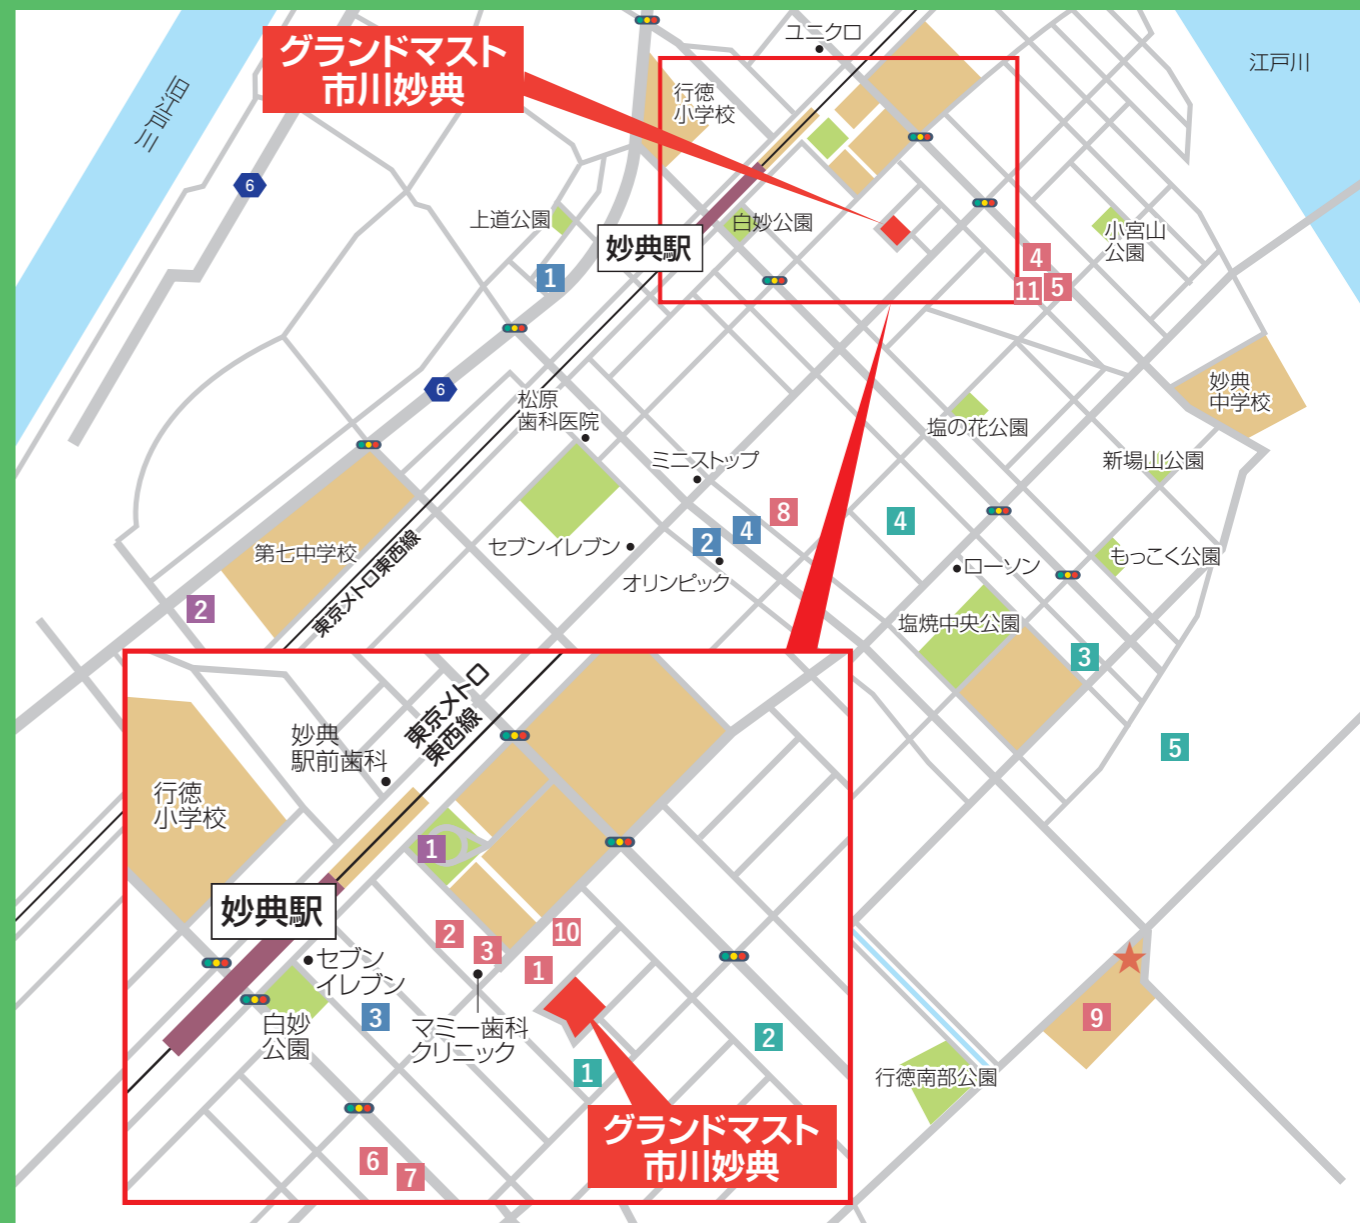 ユニクロ
江戸川
グランドマスト
市川妙典
旧江戸川
行徳
小学校
6
上道公園
白妙公園
小宮山
公園
妙典駅
1
4
11
5
6
松原
歯科医院
妙典
中学校
塩の花公園
新場山公園
ミニストップ
第七中学校
東京メトロ東西線
セブンイレブン
2
4
8
4
オリンピック
ローソン
もっこく公園
2
塩焼中央公園
3
5
東京メトロ
東西線
妙典
駅前歯科
行徳
小学校
1
妙典駅
2
3
10
1
セブン
イレブン
3
白妙
公園
マミー歯科
クリニック
2
1
9
行徳南部公園
グランドマスト
市川妙典
6
7